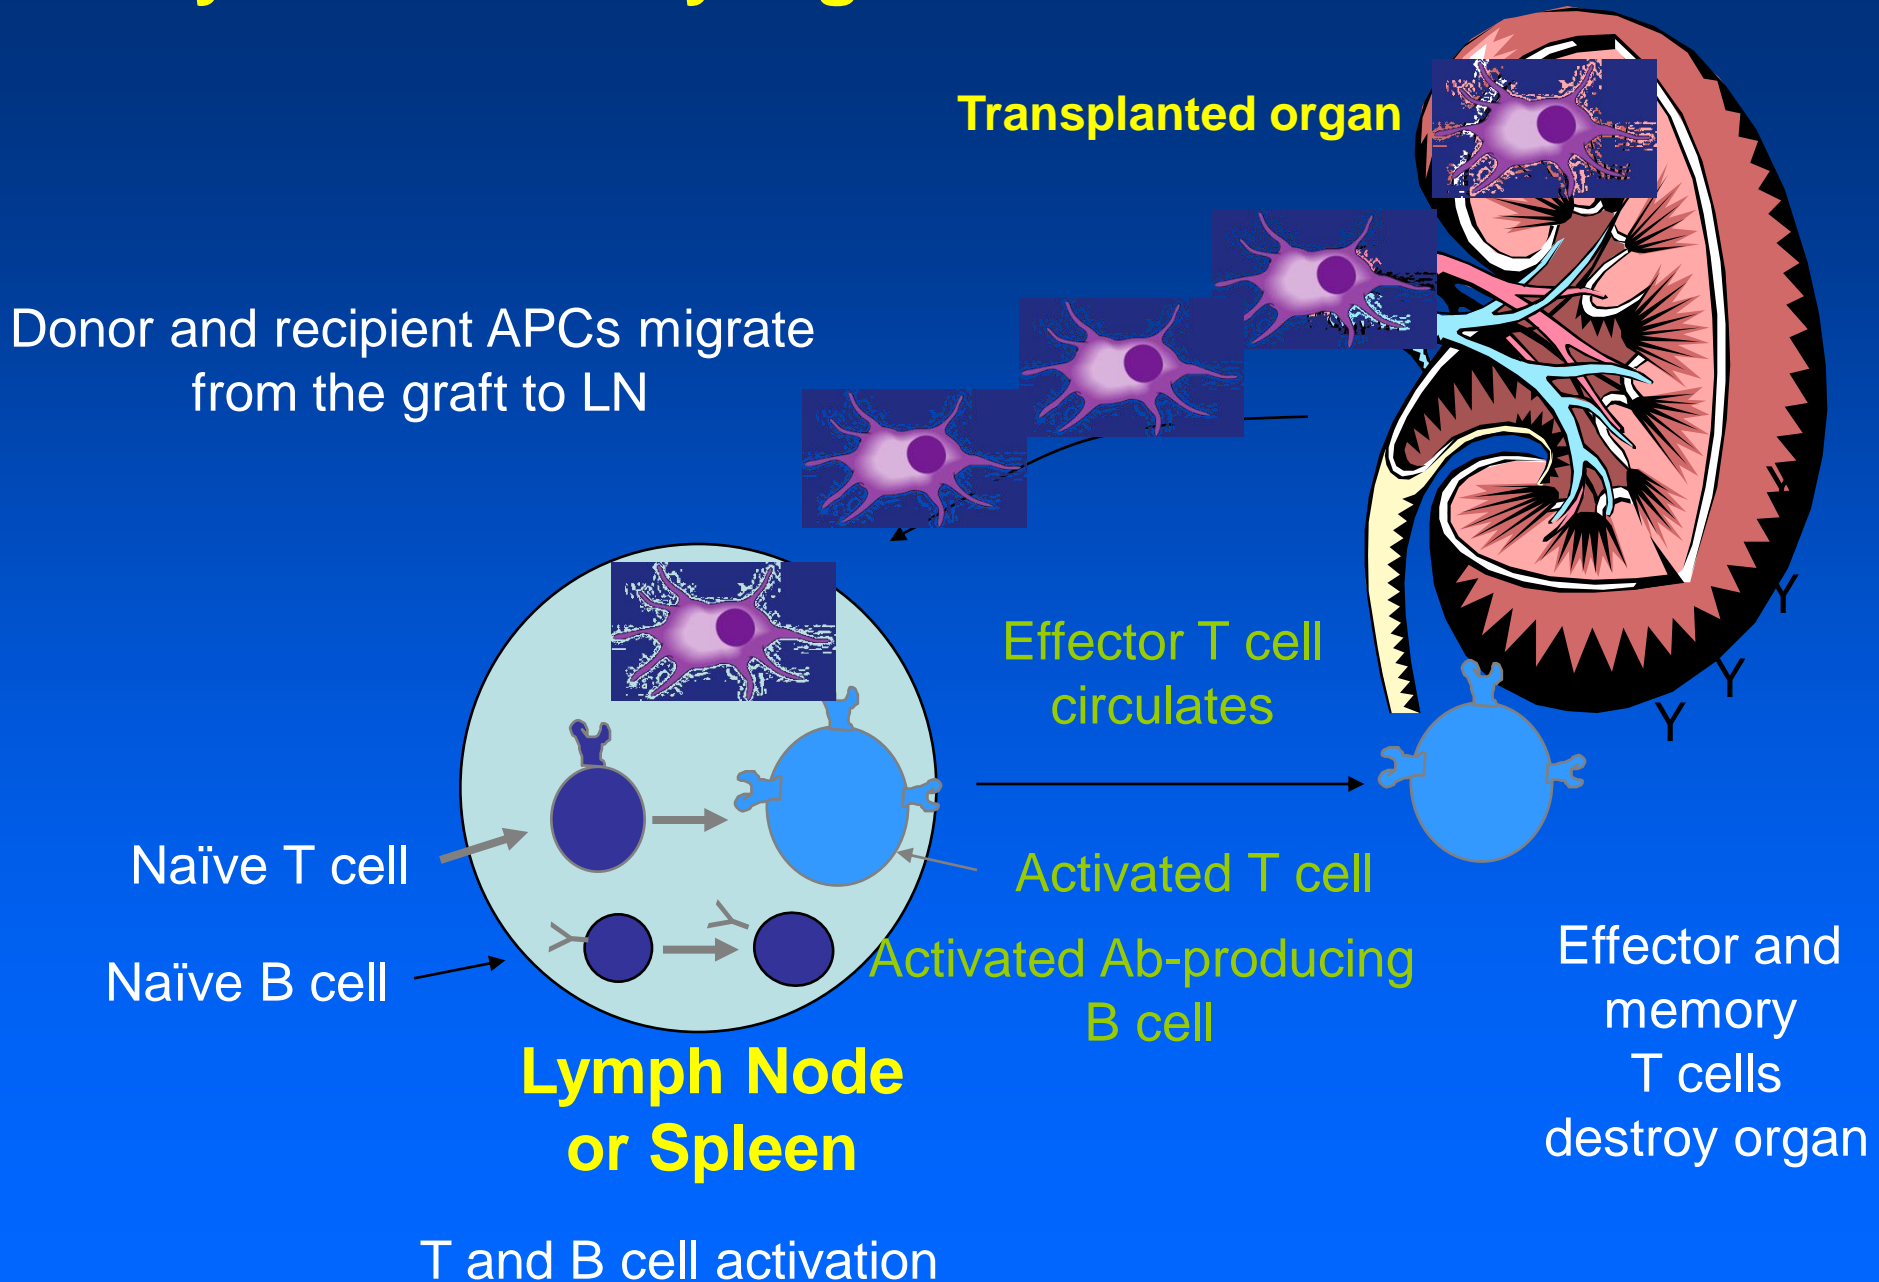 Transplanted organ
Donor and recipient APCs migrate
from the graft to LN
Effector T cell
circulates
Naïve T cell
Activated T cell
Naïve B cell
Activated Ab-producing
B cell
Effector and
memory
T cells
destroy organ
Lymph Node
or Spleen
T and B cell activation
Y
Y
Y
Y
Y
Y